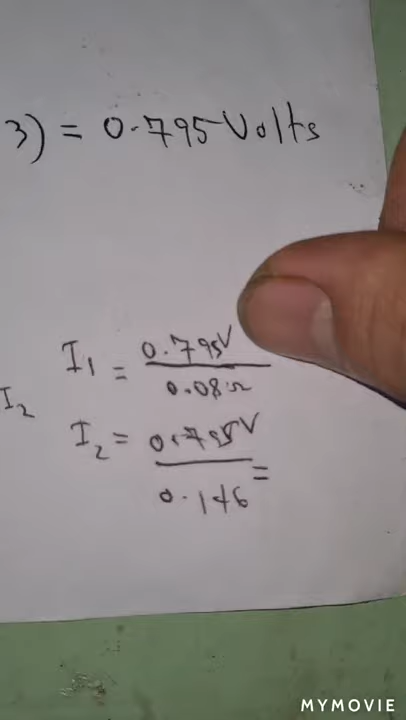 3) = 0.795 Volts
I1 = 0.795V
0.08Ω
I2
I2 = 0.795V
0.146 =
MYMOVIE